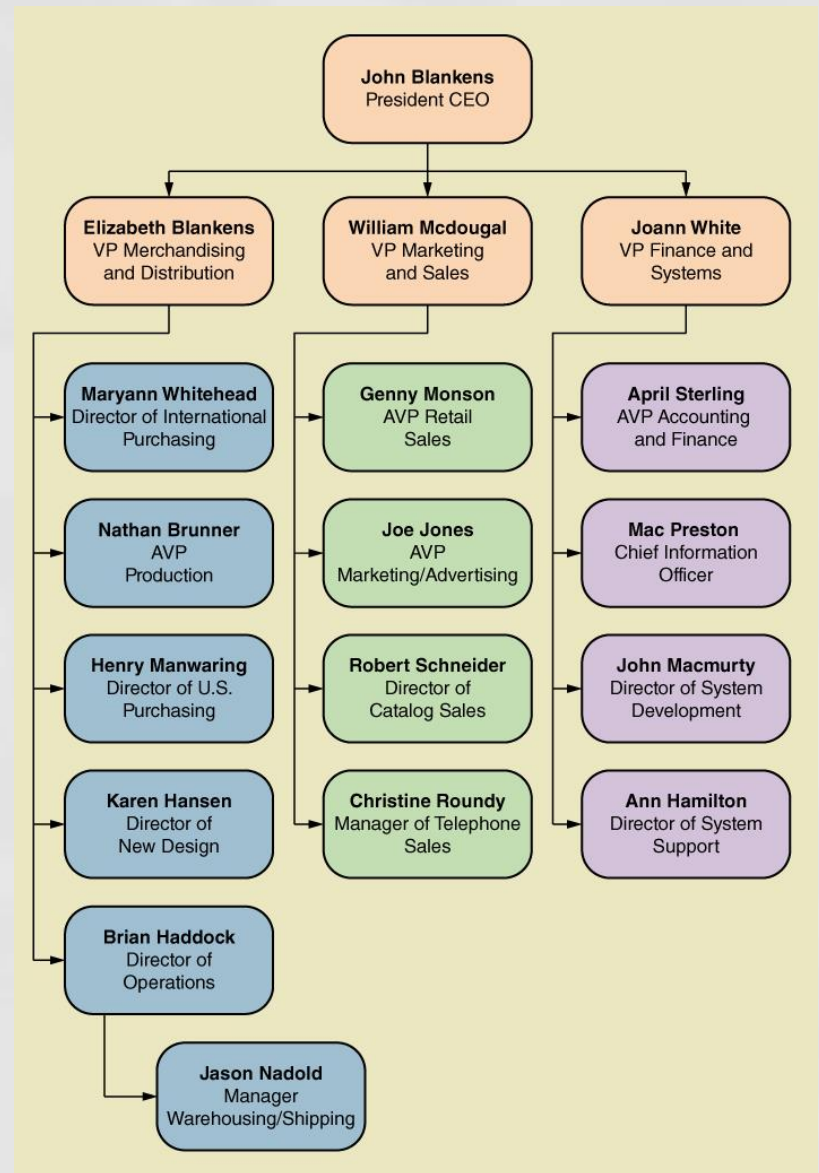 John Blankens
President CEO
Elizabeth Blankens
VP Merchandising
and Distribution
William Mcdougal
VP Marketing
and Sales
Joann White
VP Finance and
Systems
Maryann Whitehead
Director of International
Purchasing
Genny Monson
AVP Retail
Sales
April Sterling
AVP Accounting
and Finance
Nathan Brunner
AVP
Production
Joe Jones
AVP
Marketing/Advertising
Mac Preston
Chief Information
Officer
Henry Manwaring
Director of U.S.
Purchasing
Robert Schneider
Director of
Catalog Sales
John Macmurty
Director of System
Development
Karen Hansen
Director of
New Design
Christine Roundy
Manager of Telephone
Sales
Ann Hamilton
Director of System
Support
Brian Haddock
Director of
Operations
Jason Nadold
Manager
Warehousing/Shipping